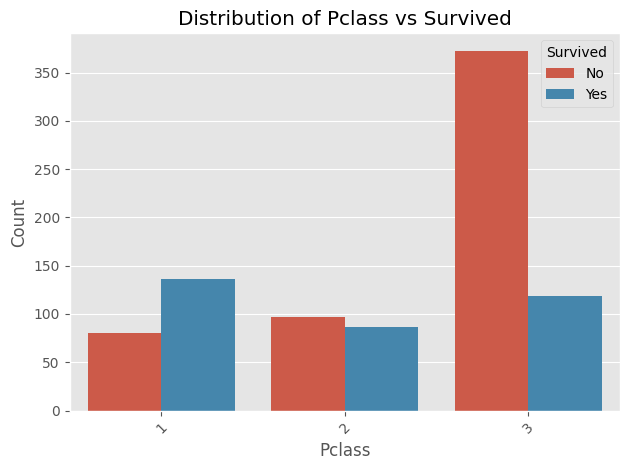 Distribution of Pclass vs Survived
Survived
No
Yes
350
300
250
200
150
100
50
0
Count
1
2
3
Pclass